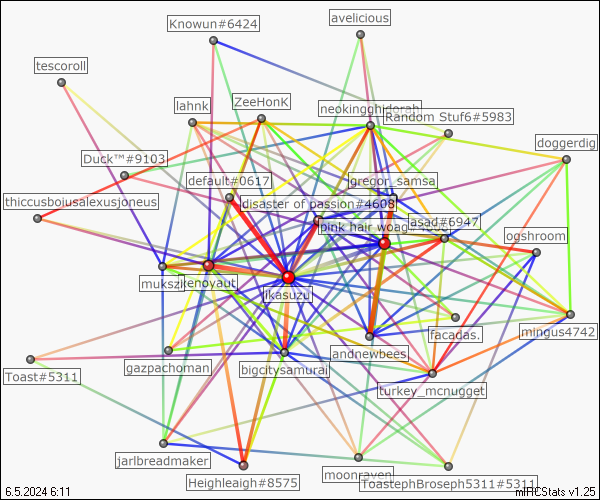 avelicious
Knowun#6424
tescoroll
ZeeHonK
lahnk
neokingghidorah
Random Stuf6#5983
doggerdig
Duck™#9103
default#0617
gregor_samsa
thiccusboiusalexusjoneus
disaster of passion#4608
asad#6947
pink hair woag
ogshroom
mukszi
xenoyaut
ikasuzu
facadas.
mingus4742
andnewbees
Toast#5311
gazpachoman
bigcitysamurai
turkey_mcnugget
jarlbreadmaker
moonraven
Heighleaigh#8575
ToastephBroseph5311#5311
6.5.2024 6:11
mIRCStats v1.25